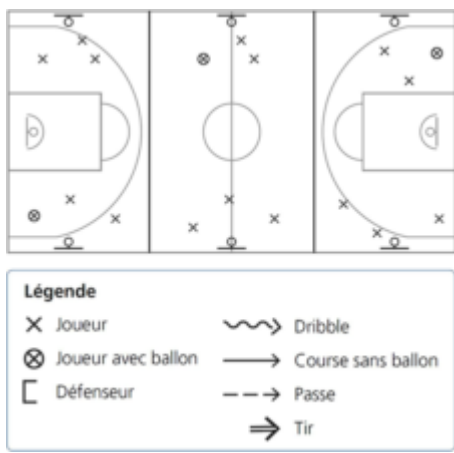 Légende
Joueur
Dribble
Joueur avec ballon
Course sans ballon
Défenseur
Passe
Tir